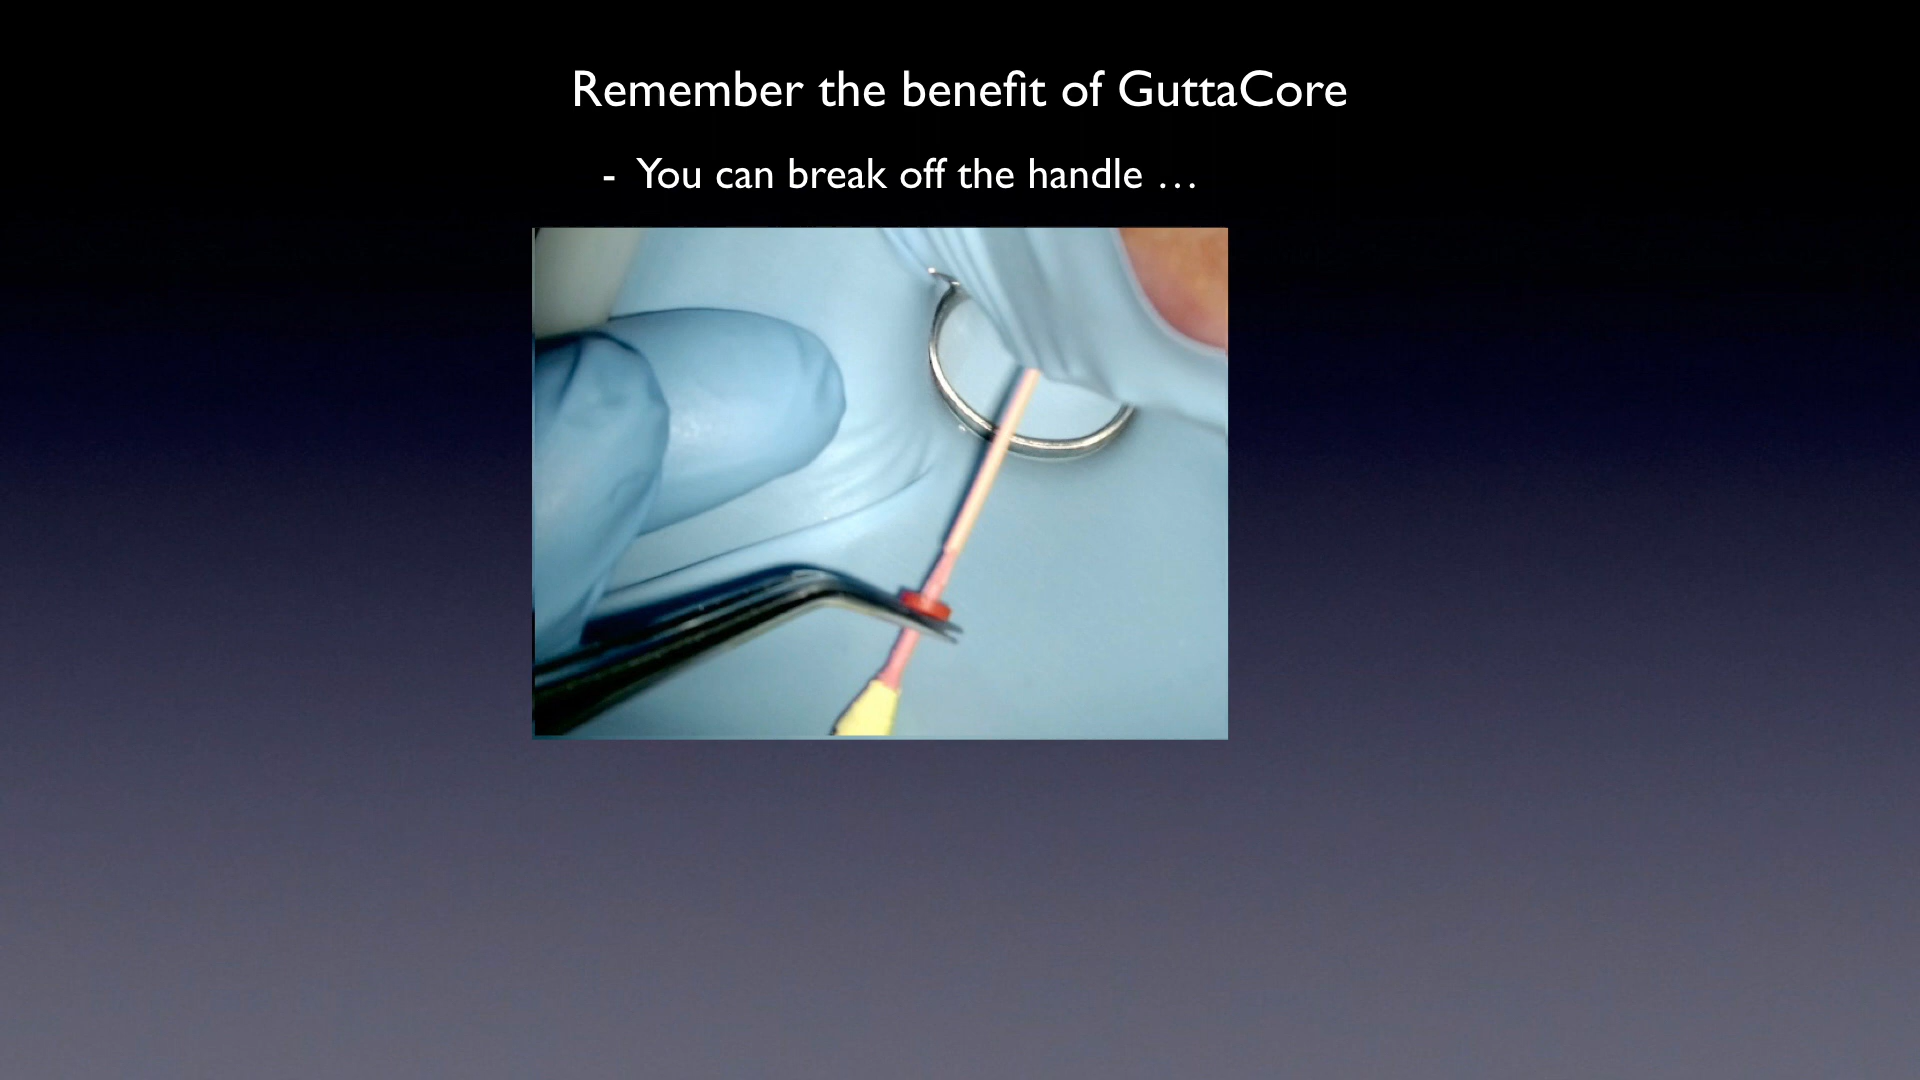 Remember the benefit of GuttaCore
- You can break off the handle …